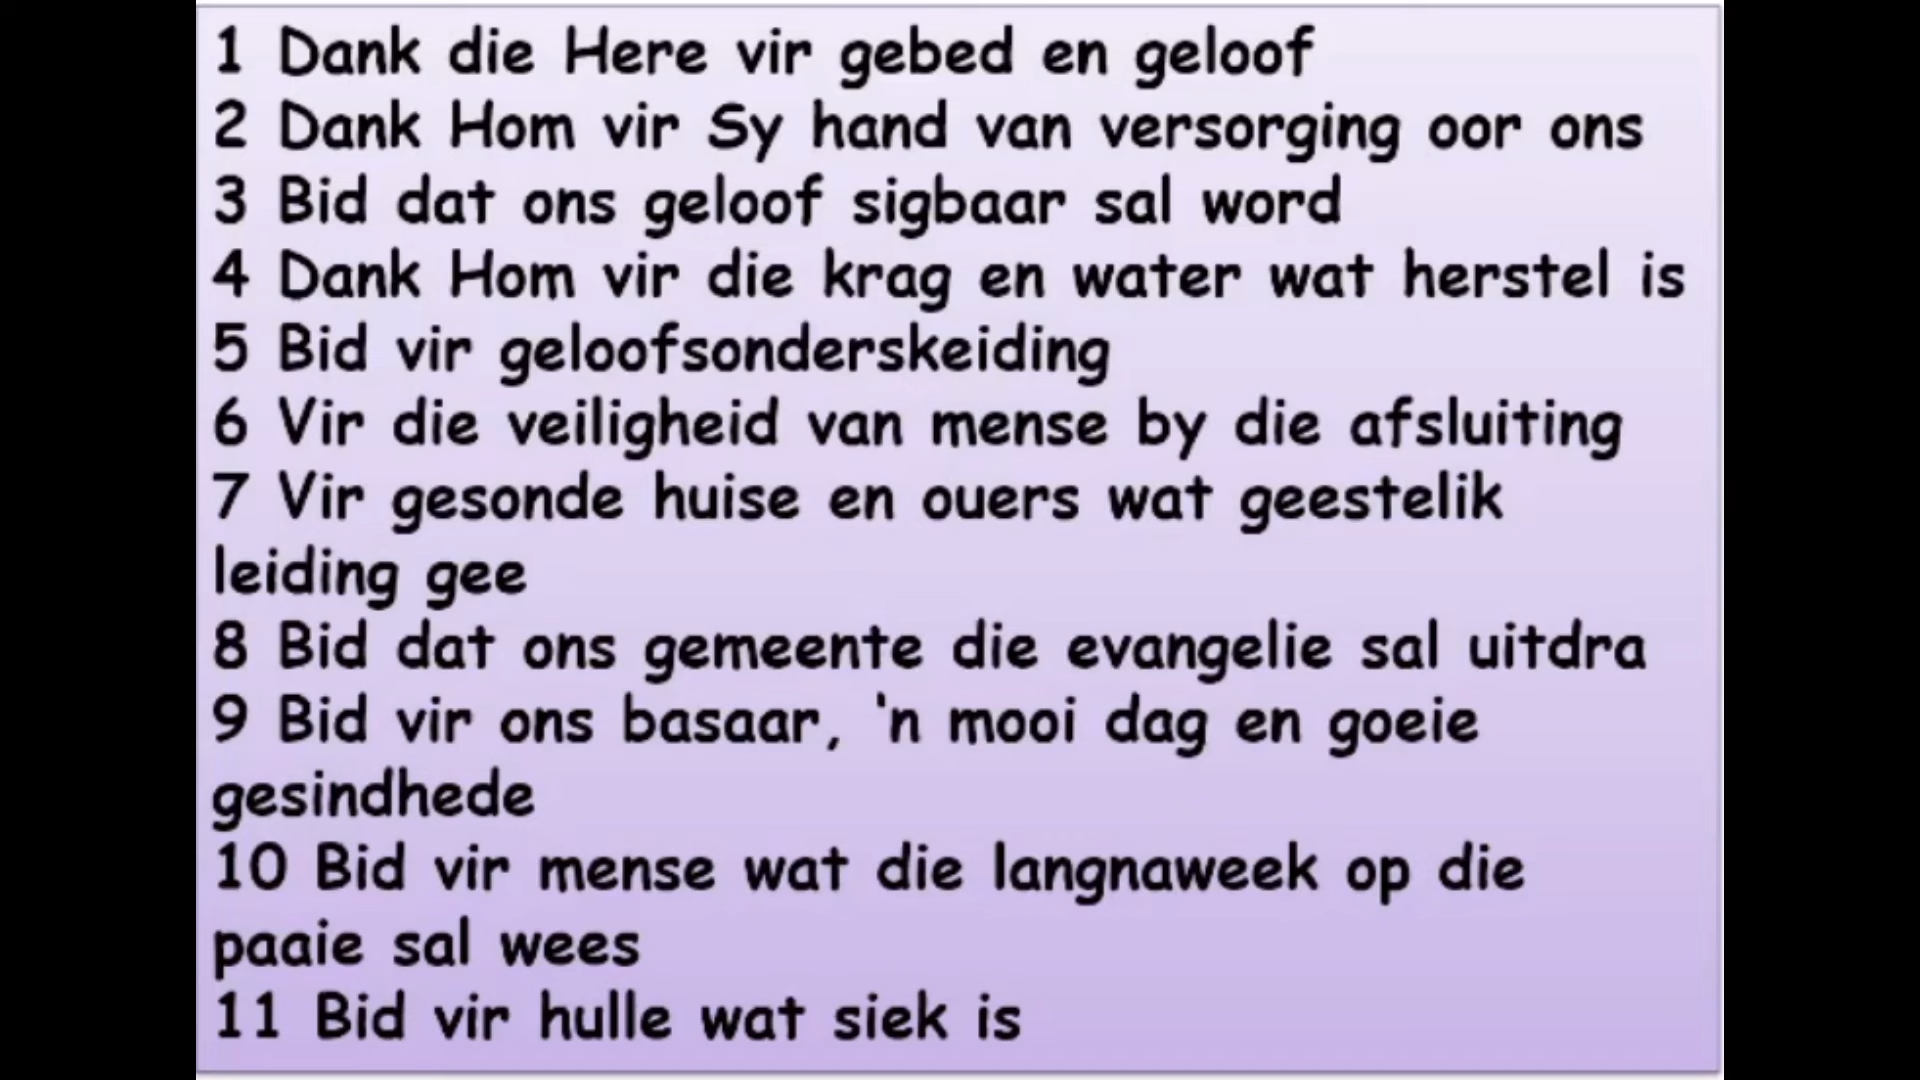 1 Dank die Here vir gebed en geloof
2 Dank Hom vir Sy hand van versorging oor ons
3 Bid dat ons geloof sigbaar sal word
4 Dank Hom vir die krag en water wat herstel is
5 Bid vir geloofsonderskeiding
6 Vir die veiligheid van mense by die afsluiting
7 Vir gesonde huise en ouers wat geestelik
leiding gee
8 Bid dat ons gemeente die evangelie sal uitdra
9 Bid vir ons basaar, 'n mooi dag en goeie
gesindhede
10 Bid vir mense wat die langnaweek op die
paaie sal wees
11 Bid vir hulle wat siek is